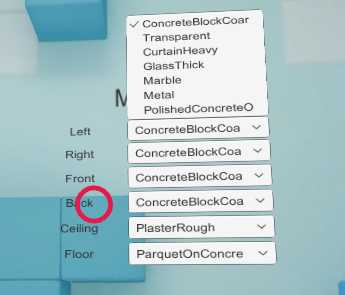 ✓ ConcreteBlockCoar
Transparent
CurtainHeavy
GlassThick
Marble
Metal
PolishedConcreteO
M
Left ConcreteBlockCoa
Right ConcreteBlockCoa
Front ConcreteBlockCoa
Back ConcreteBlockCoa
Ceiling PlasterRough
Floor ParquetOnConcre